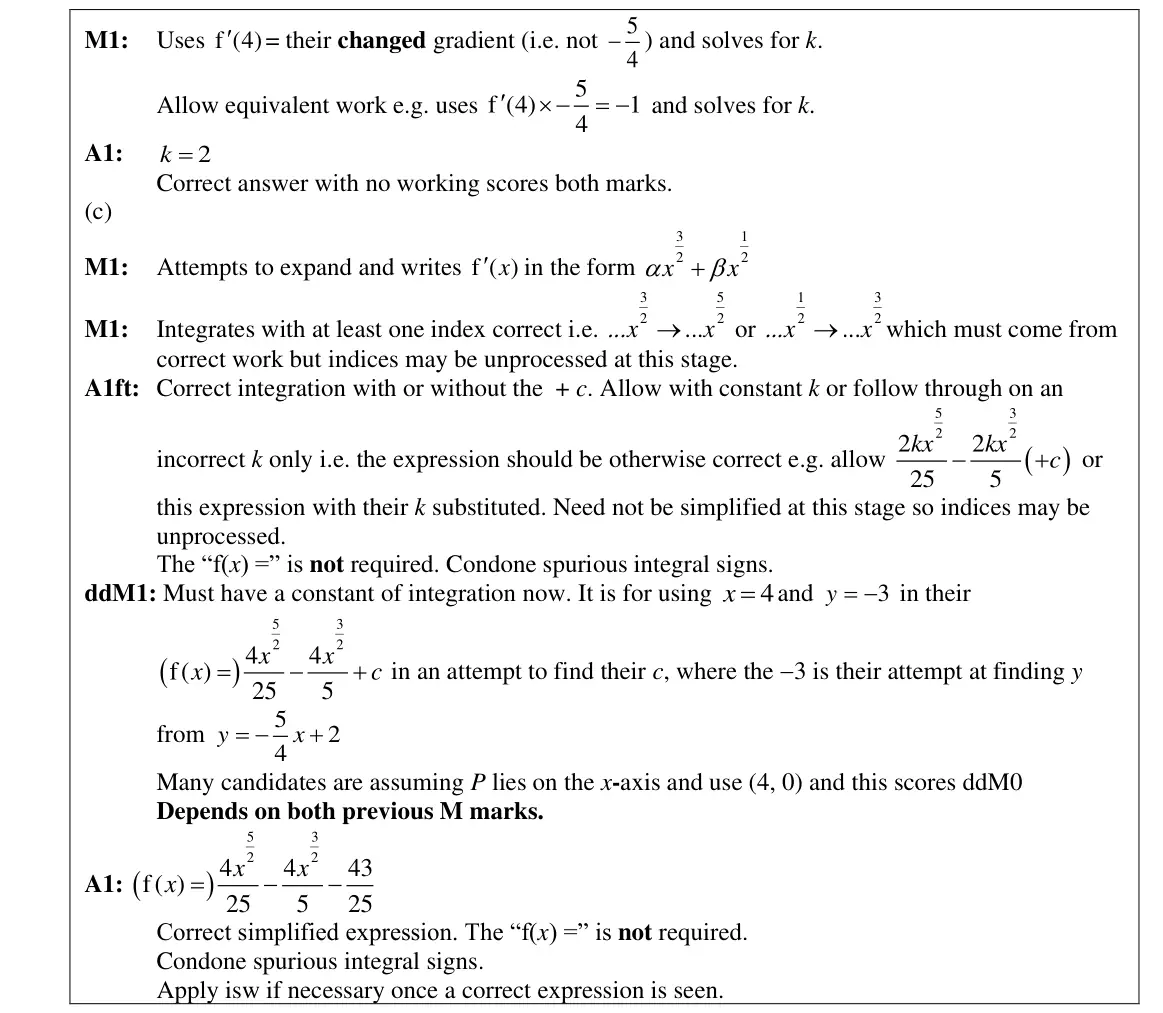 M1: Uses f′(4) = their changed gradient (i.e. not −5/4) and solves for k.
Allow equivalent work e.g. uses f′(4) × −5/4 = −1 and solves for k.
A1: k = 2
Correct answer with no working scores both marks.
(c)
M1: Attempts to expand and writes f′(x) in the form αx^(3/2) + βx^(1/2)
M1: Integrates with at least one index correct i.e. ...x^(3/2) → ...x^(5/2) or ...x^(1/2) → ...x^(3/2) which must come from
correct work but indices may be unprocessed at this stage.
A1ft: Correct integration with or without the + c. Allow with constant k or follow through on an
incorrect k only i.e. the expression should be otherwise correct e.g. allow 2kx^(5/2)/25 − 2kx^(3/2)/5 (+c) or
this expression with their k substituted. Need not be simplified at this stage so indices may be
unprocessed.
The “f(x) =” is not required. Condone spurious integral signs.
ddM1: Must have a constant of integration now. It is for using x = 4 and y = −3 in their
(f(x) =) 4x^(5/2)/25 − 4x^(3/2)/5 + c in an attempt to find their c, where the −3 is their attempt at finding y
from y = −5/4 x + 2
Many candidates are assuming P lies on the x-axis and use (4, 0) and this scores ddM0
Depends on both previous M marks.
A1: (f(x) =) 4x^(5/2)/25 − 4x^(3/2)/5 − 43/25
Correct simplified expression. The “f(x) =” is not required.
Condone spurious integral signs.
Apply isw if necessary once a correct expression is seen.